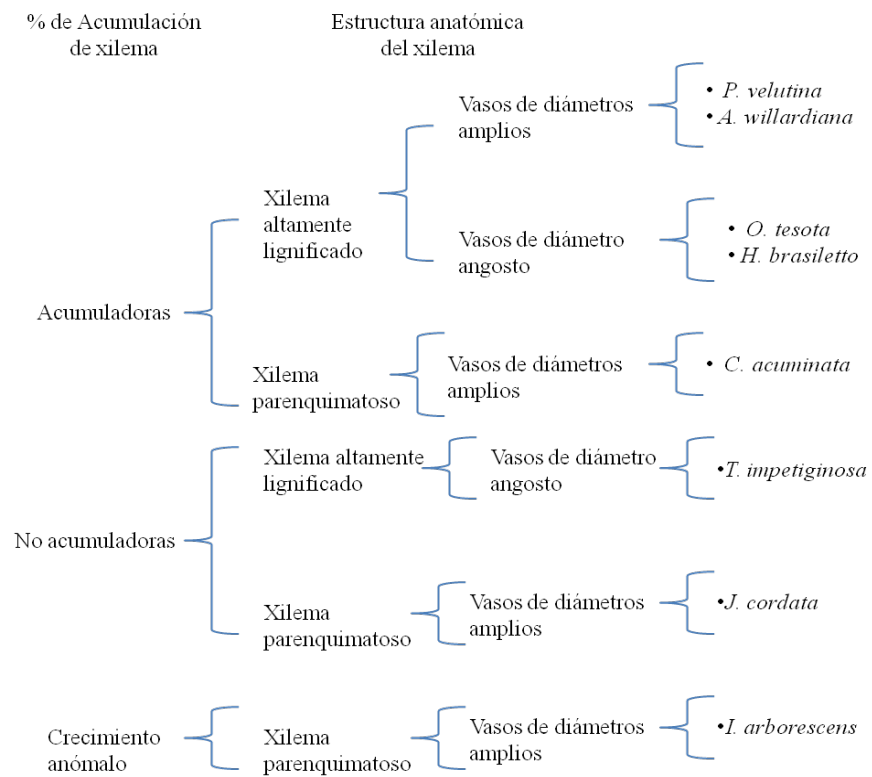 % de Acumulación
de xilema
Estructura anatómica
del xilema
Vasos de diámetros
amplios
• P. velutina
• A. willardiana
Xilema
altamente
lignificado
Vasos de diámetro
angosto
• O. tesota
• H. brasiletto
Acumuladoras
Xilema
parenquimatoso
Vasos de diámetros
amplios
• C. acuminata
Xilema altamente
lignificado
Vasos de diámetro
angosto
•T. impetiginosa
No acumuladoras
Xilema
parenquimatoso
Vasos de diámetros
amplios
•J. cordata
Crecimiento
anómalo
Xilema
parenquimatoso
Vasos de diámetros
amplios
•I. arborescens